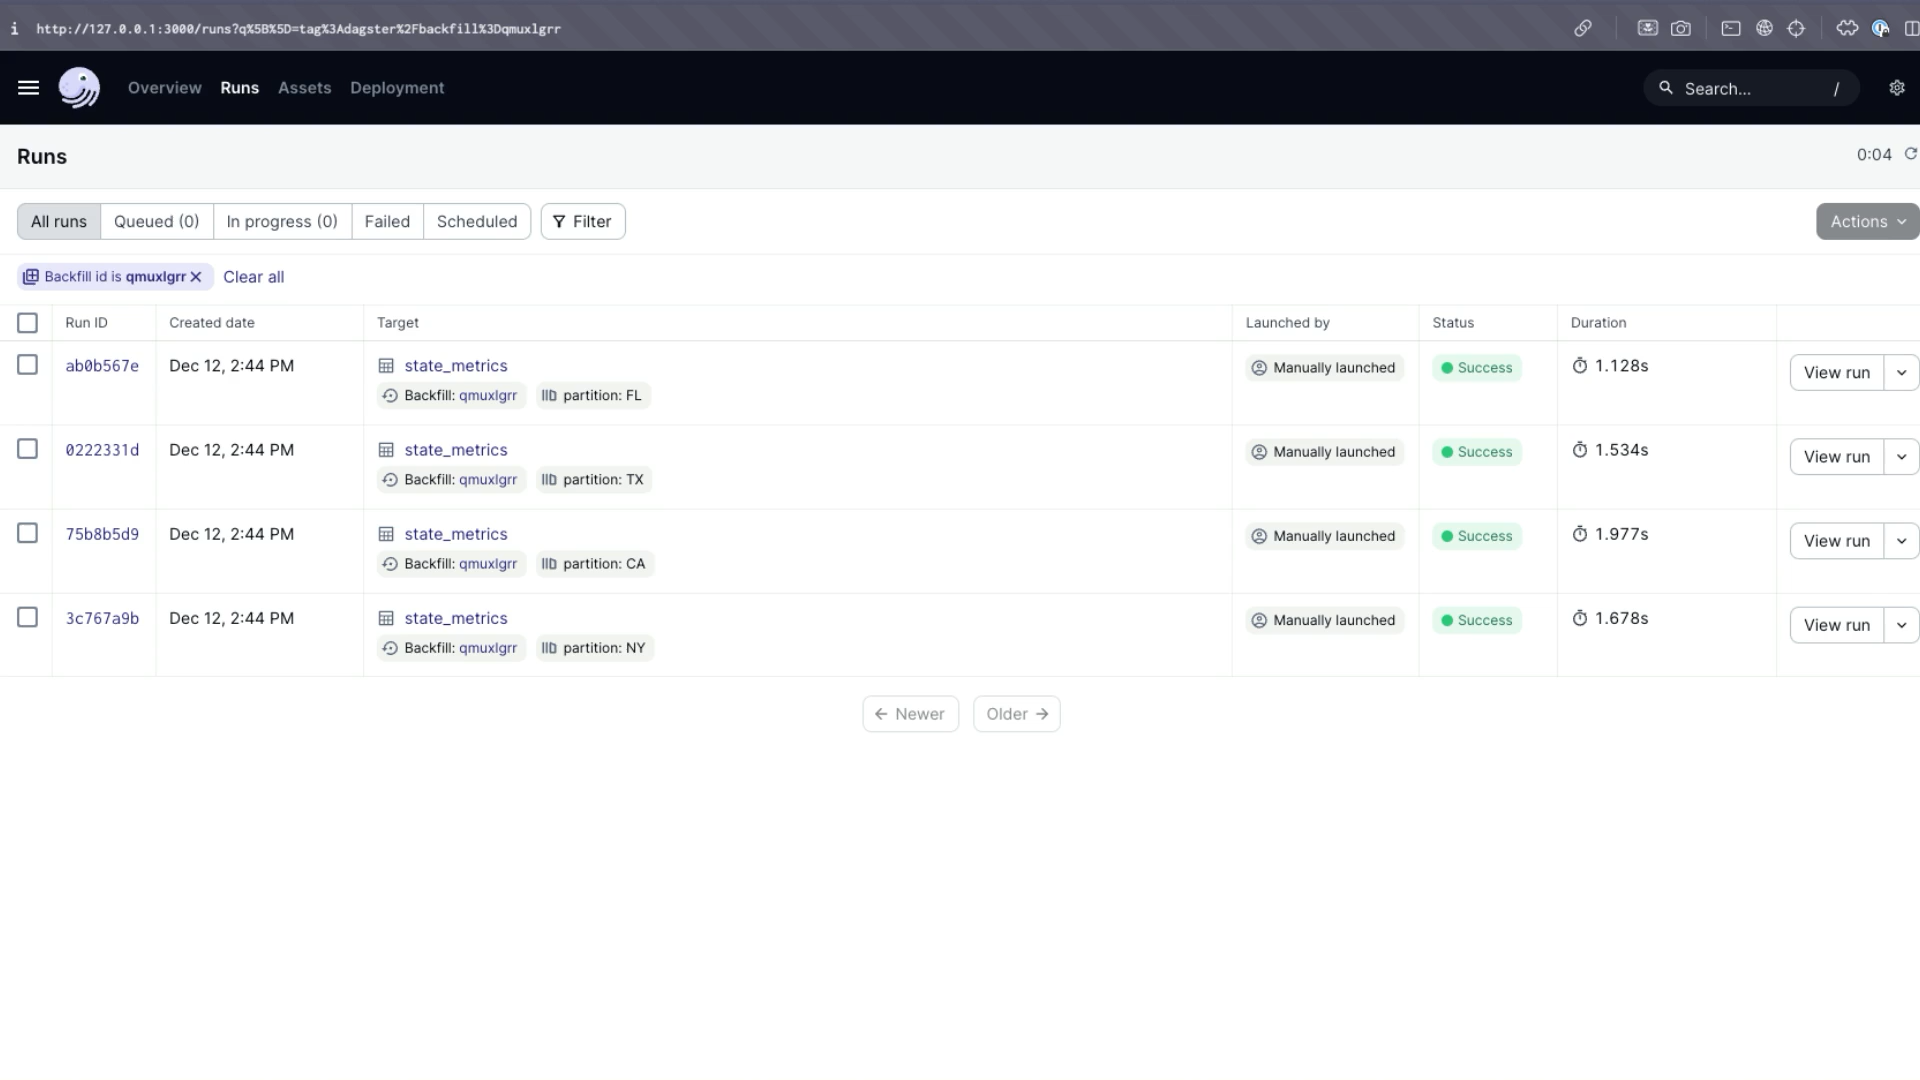 http://127.0.0.1:3000/runs?q%5B%5D=tag%3Adagster%2Fbackfill%3Dqmuxlgrr
Overview Runs Assets Deployment Search... /
Runs 0:04
All runs Queued (0) In progress (0) Failed Scheduled Filter Actions
Backfill id is qmuxlgrr Clear all
Run ID Created date Target Launched by Status Duration
ab0b567e Dec 12, 2:44 PM state_metrics Manually launched Success 1.128s View run
Backfill: qmuxlgrr partition: FL
0222331d Dec 12, 2:44 PM state_metrics Manually launched Success 1.534s View run
Backfill: qmuxlgrr partition: TX
75b8b5d9 Dec 12, 2:44 PM state_metrics Manually launched Success 1.977s View run
Backfill: qmuxlgrr partition: CA
3c767a9b Dec 12, 2:44 PM state_metrics Manually launched Success 1.678s View run
Backfill: qmuxlgrr partition: NY
Newer Older